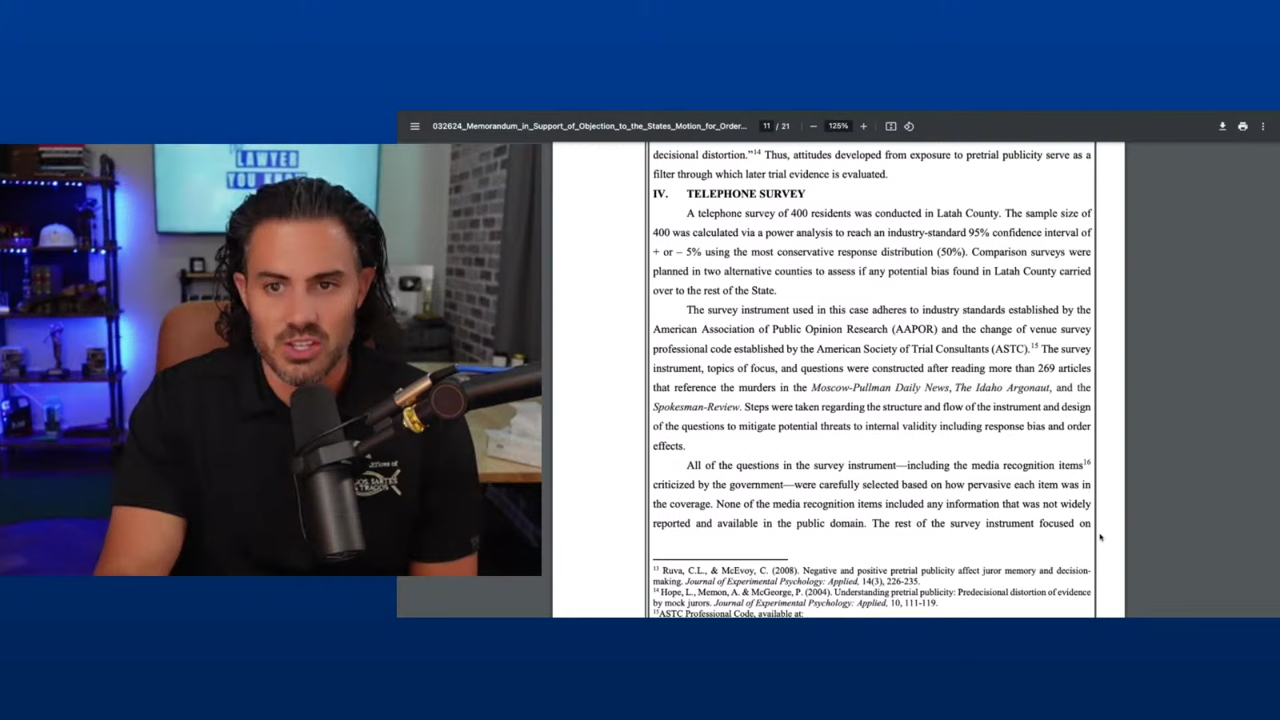 THE
LAWYER
YOU KNOW
032624_Memorandum_in_Support_of_Objection_to_the_States_Motion_for_Order...
11 / 21
125%
decisional distortion."14 Thus, attitudes developed from exposure to pretrial publicity serve as a
filter through which later trial evidence is evaluated.
IV. TELEPHONE SURVEY
A telephone survey of 400 residents was conducted in Latah County. The sample size of
400 was calculated via a power analysis to reach an industry-standard 95% confidence interval of
+ or – 5% using the most conservative response distribution (50%). Comparison surveys were
planned in two alternative counties to assess if any potential bias found in Latah County carried
over to the rest of the State.
The survey instrument used in this case adheres to industry standards established by the
American Association of Public Opinion Research (AAPOR) and the change of venue survey
professional code established by the American Society of Trial Consultants (ASTC).15 The survey
instrument, topics of focus, and questions were constructed after reading more than 269 articles
that reference the murders in the Moscow-Pullman Daily News, The Idaho Argonaut, and the
Spokesman-Review. Steps were taken regarding the structure and flow of the instrument and design
of the questions to mitigate potential threats to internal validity including response bias and order
effects.
All of the questions in the survey instrument—including the media recognition items16
criticized by the government—were carefully selected based on how pervasive each item was in
the coverage. None of the media recognition items included any information that was not widely
reported and available in the public domain. The rest of the survey instrument focused on
13 Ruva, C.L., & McEvoy, C. (2008). Negative and positive pretrial publicity affect juror memory and decision-
making. Journal of Experimental Psychology: Applied, 14(3), 226-235.
14 Hope, L., Memon, A. & McGeorge, P. (2004). Understanding pretrial publicity: Predecisional distortion of evidence
by mock jurors. Journal of Experimental Psychology: Applied, 10, 111-119.
15 ASTC Professional Code, available at: